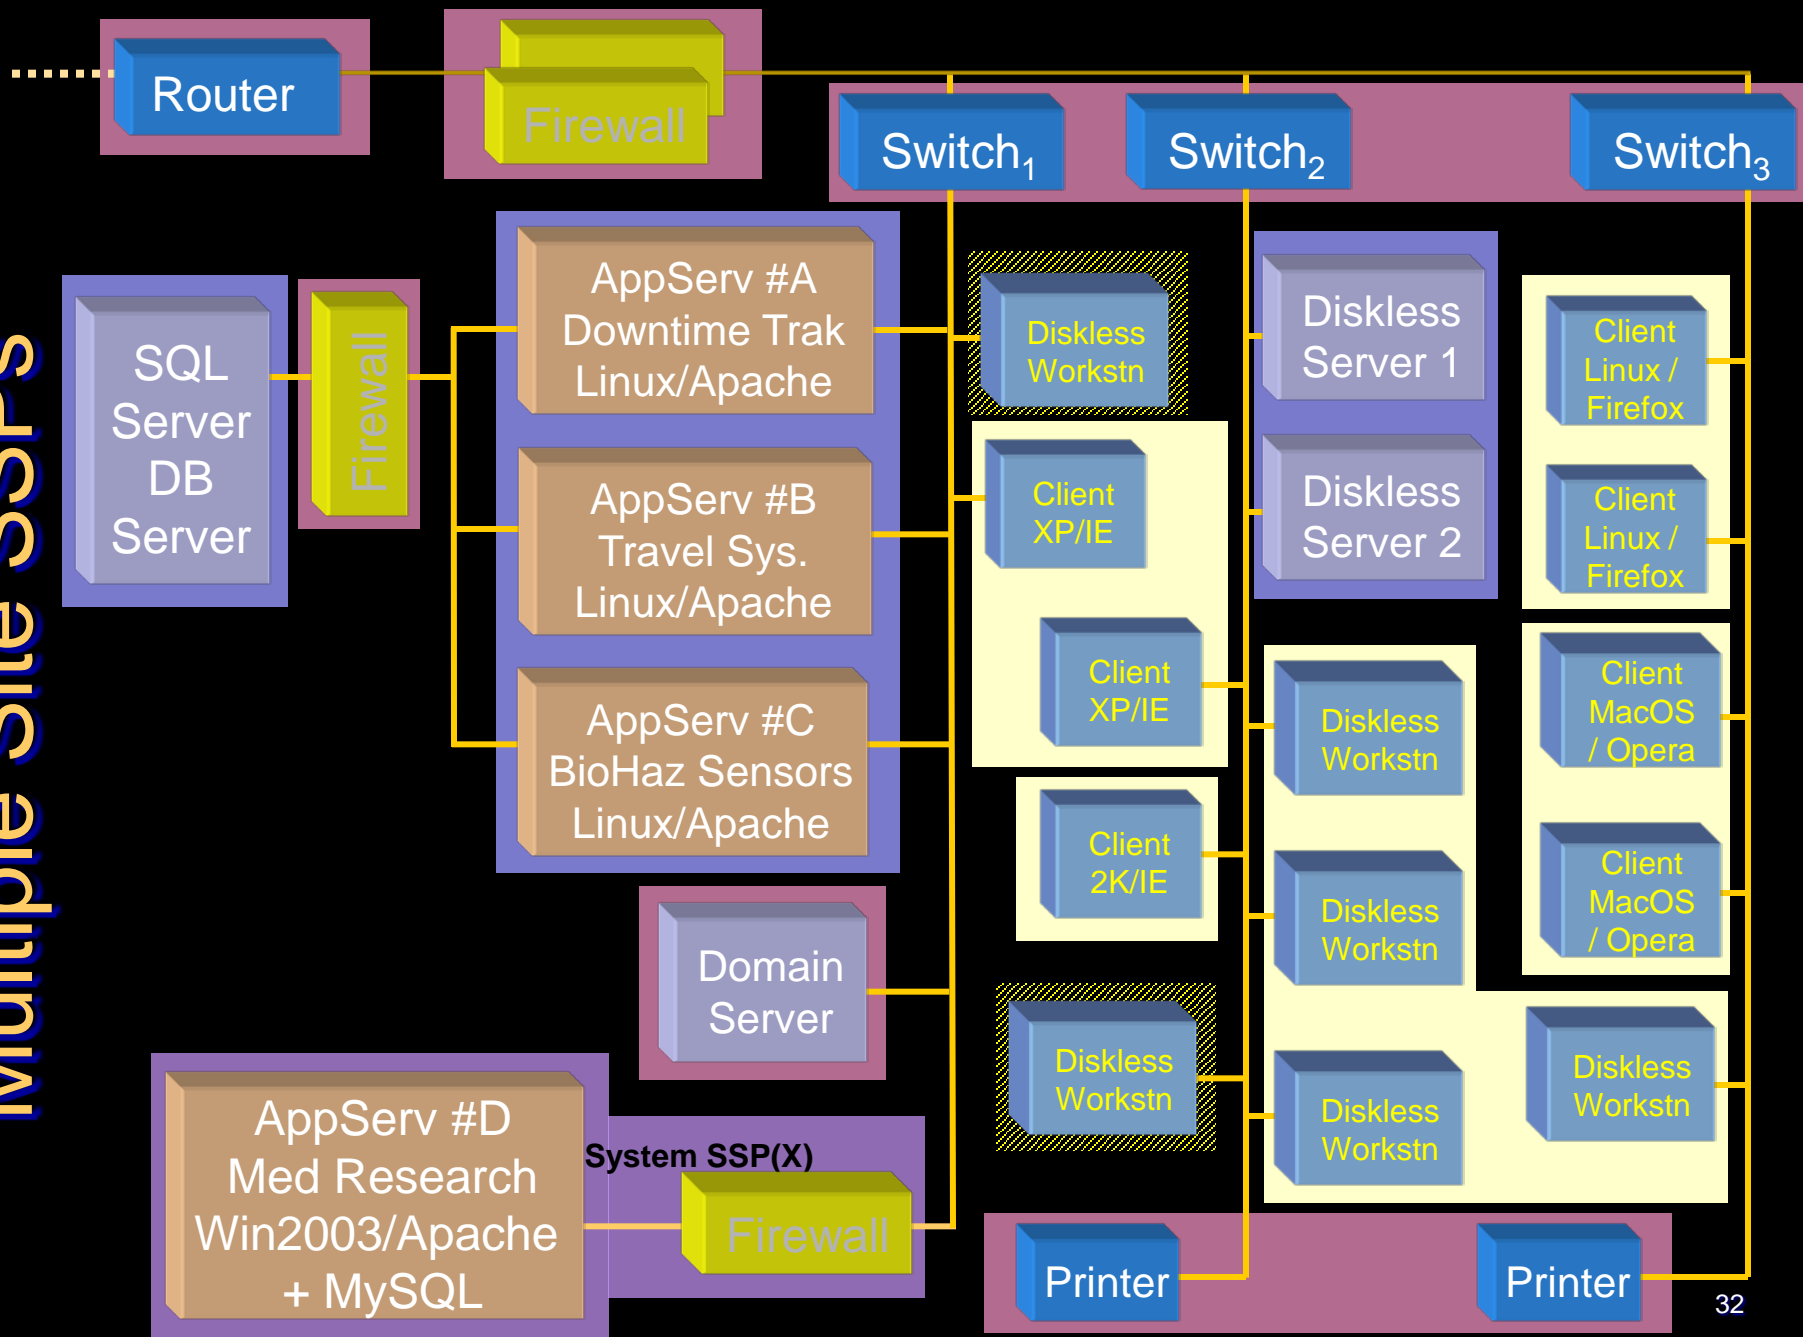 Multiple Site SSPs
Router
Firewall
Switch1
Switch2
Switch3
SQL
Server
DB
Server
Firewall
AppServ #A
Downtime Trak
Linux/Apache
AppServ #B
Travel Sys.
Linux/Apache
AppServ #C
BioHaz Sensors
Linux/Apache
Domain
Server
AppServ #D
Med Research
Win2003/Apache
+ MySQL
System SSP(X)
Firewall
Diskless
Workstn
Client
XP/IE
Client
XP/IE
Client
2K/IE
Diskless
Workstn
Diskless
Server 1
Diskless
Server 2
Diskless
Workstn
Diskless
Workstn
Diskless
Workstn
Client
Linux /
Firefox
Client
Linux /
Firefox
Client
MacOS
/ Opera
Client
MacOS
/ Opera
Diskless
Workstn
Printer
Printer
32